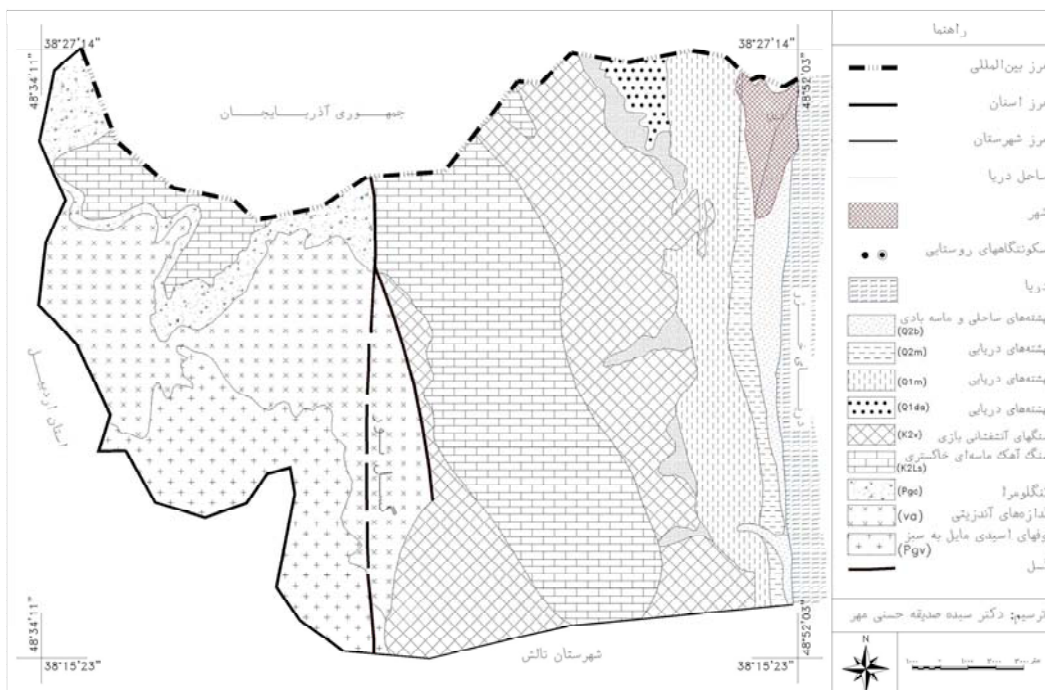 38°27'14"
38°27'14"
48°34'11"
48°52'03"
جمهوری آذربایجان
استان اردبیل
دریای خزر
شهرستان تالش
48°34'11"
48°52'03"
38°15'23"
38°15'23"
راهنما
مرز بین‌المللی
مرز استان
مرز شهرستان
ساحل دریا
شهر
سکونتگاههای روستایی
دریا
نهشته‌های ساحلی و ماسه بادی (Q2b)
نهشته‌های دریایی (Q2m)
نهشته‌های دریایی (Q1m)
نهشته‌های دریایی (Q1da)
سنگهای آتشفشانی بازی (K2v)
سنگ آهک ماسه‌ای خاکستری (K2Ls)
کنگلومرا (Pgc)
گدازه‌های آندزیتی (va)
توفهای اسیدی مایل به سبز (Pgv)
گسل
ترسیم: دکتر سیده صدیقه حسنی مهر
N